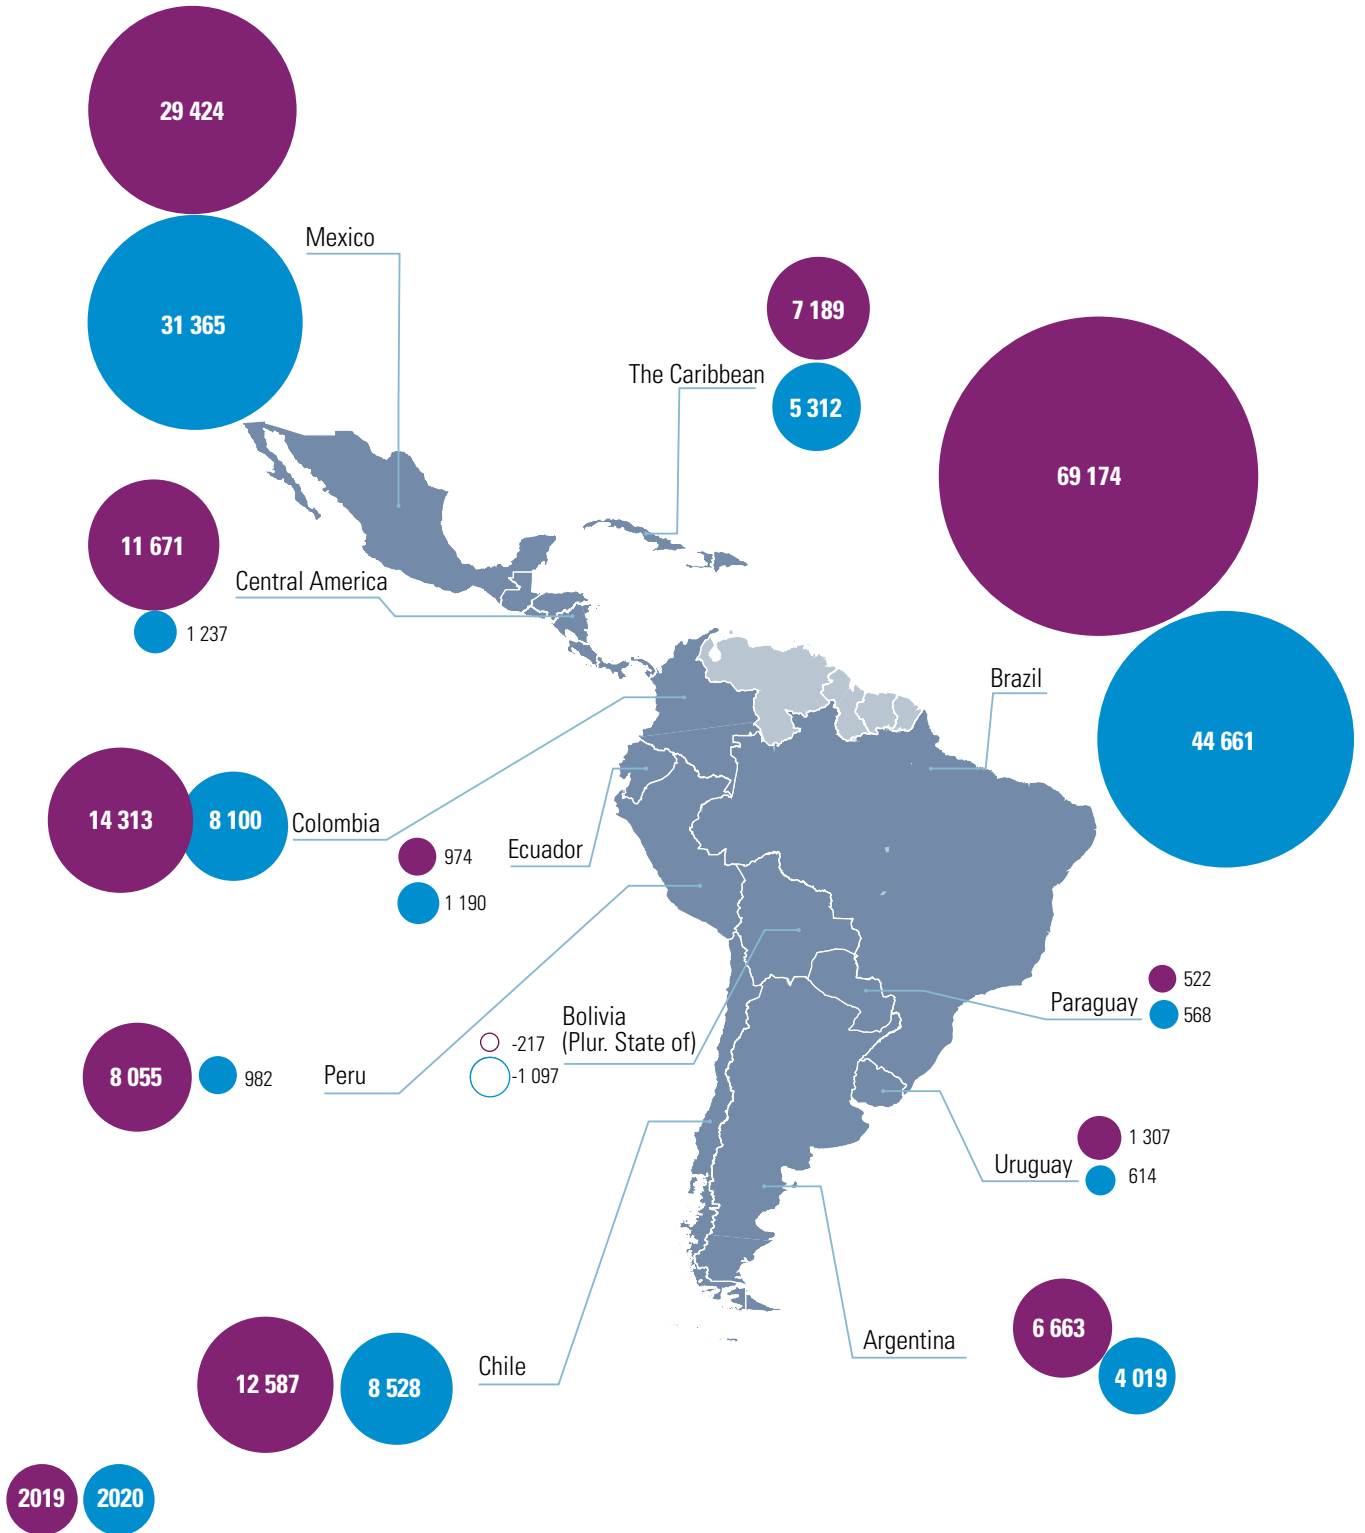 29 424
Mexico
31 365
7 189
The Caribbean
5 312
69 174
11 671
Central America
1 237
Brazil
44 661
14 313
8 100
Colombia
974
Ecuador
1 190
522
Paraguay
568
Bolivia
(Plur. State of)
-217
-1 097
8 055
982
Peru
1 307
Uruguay
614
6 663
Argentina
4 019
Chile
12 587
8 528
2019
2020